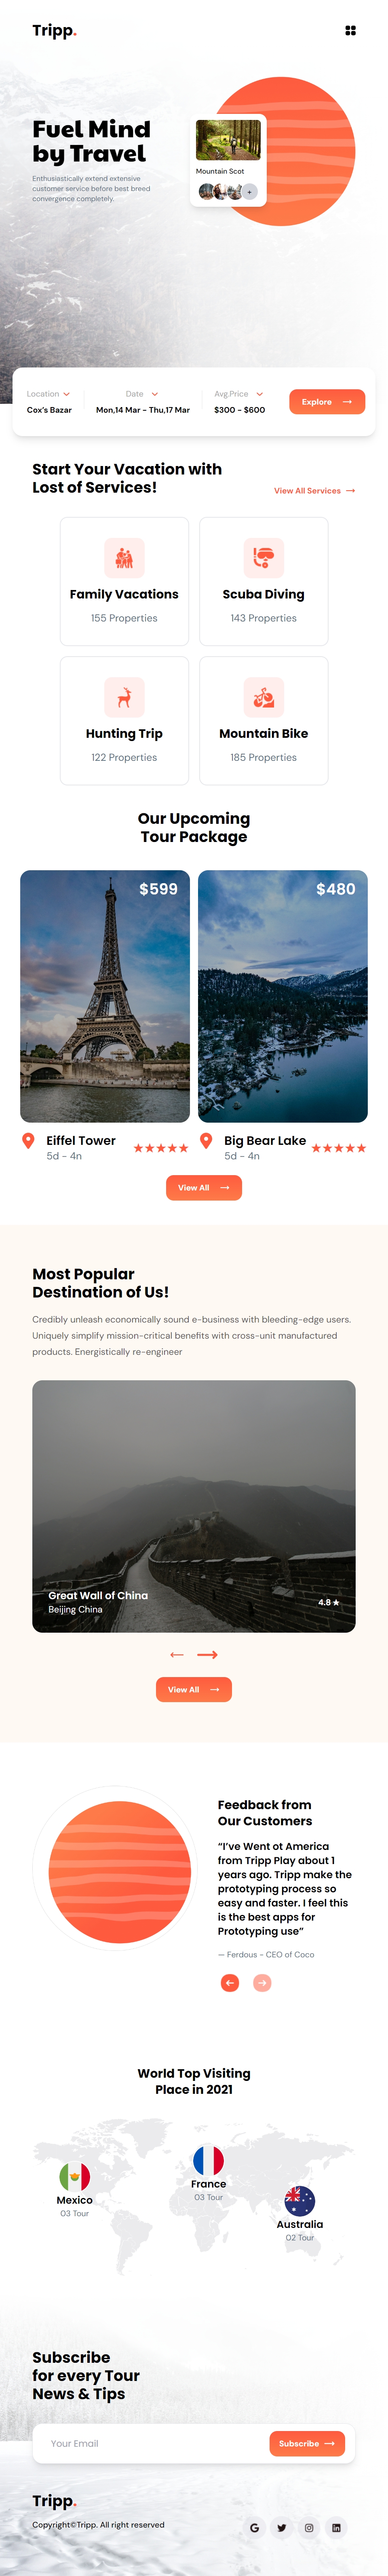 Tripp.
Fuel Mind
by Travel
Enthusiastically extend extensive
customer service before best breed
convergence completely.
Mountain Scot
+
Location
Date
Avg.Price
Cox's Bazar
Mon,14 Mar - Thu,17 Mar
$300 - $600
Explore
Start Your Vacation with
Lost of Services!
View All Services
Family Vacations
155 Properties
Scuba Diving
143 Properties
Hunting Trip
122 Properties
Mountain Bike
185 Properties
Our Upcoming
Tour Package
$599
$480
Eiffel Tower
5d - 4n
Big Bear Lake
5d - 4n
View All
Most Popular
Destination of Us!
Credibly unleash economically sound e-business with bleeding-edge users.
Uniquely simplify mission-critical benefits with cross-unit manufactured
products. Energistically re-engineer
Great Wall of China
Beijing China
4.8 ★
View All
Feedback from
Our Customers
“I’ve Went ot America
from Tripp Play about 1
years ago. Tripp make the
prototyping process so
easy and faster. I feel this
is the best apps for
Prototyping use”
— Ferdous - CEO of Coco
World Top Visiting
Place in 2021
Mexico
03 Tour
France
03 Tour
Australia
02 Tour
Subscribe
for every Tour
News & Tips
Your Email
Subscribe
Tripp.
Copyright©Tripp. All right reserved